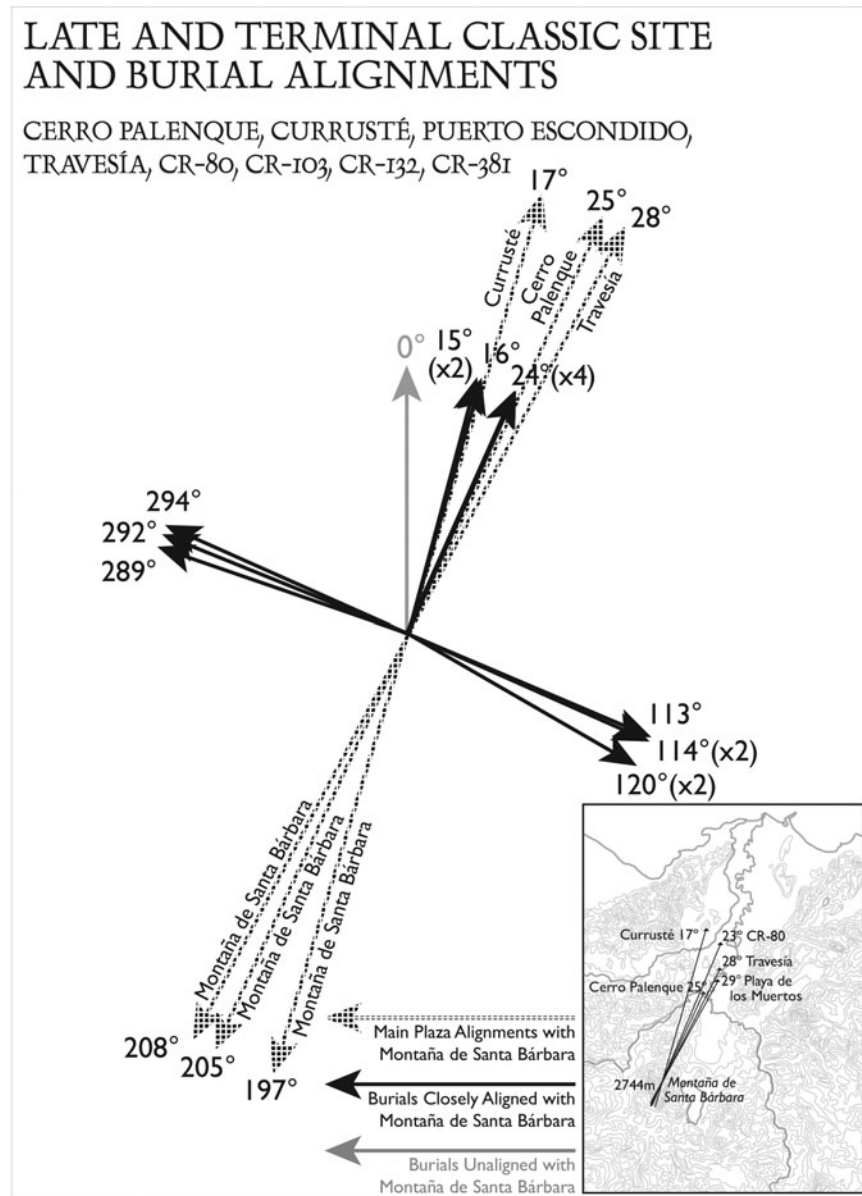 LATE AND TERMINAL CLASSIC SITE
AND BURIAL ALIGNMENTS
CERRO PALENQUE, CURRUSTÉ, PUERTO ESCONDIDO,
TRAVESÍA, CR-80, CR-103, CR-132, CR-381
17°
25°
28°
Currusté
Cerro
Palenque
Travesía
0°
15°
(x2)
16°
24°(x4)
294°
292°
289°
113°
114°(x2)
120°(x2)
Montaña de Santa Bárbara
Montaña de Santa Bárbara
Montaña de Santa Bárbara
208°
205°
197°
Main Plaza Alignments with
Montaña de Santa Bárbara
Burials Closely Aligned with
Montaña de Santa Bárbara
Burials Unaligned with
Montaña de Santa Bárbara
Currusté 17°
23° CR-80
28° Travesía
29° Playa de
los Muertos
Cerro Palenque 25°
2744m
Montaña de
Santa Bárbara